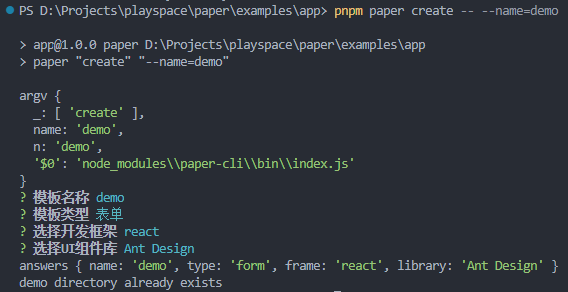 PS D:\Projects\playspace\paper\examples\app> pnpm paper create -- --name=demo
> app@1.0.0 paper D:\Projects\playspace\paper\examples\app
> paper "create" "--name=demo"
argv {
  _: [ 'create' ],
  name: 'demo',
  n: 'demo',
  '$0': 'node_modules\\paper-cli\\bin\\index.js'
}
? 模板名称 demo
? 模板类型 表单
? 选择开发框架 react
? 选择UI组件库 Ant Design
answers { name: 'demo', type: 'form', frame: 'react', library: 'Ant Design' }
demo directory already exists